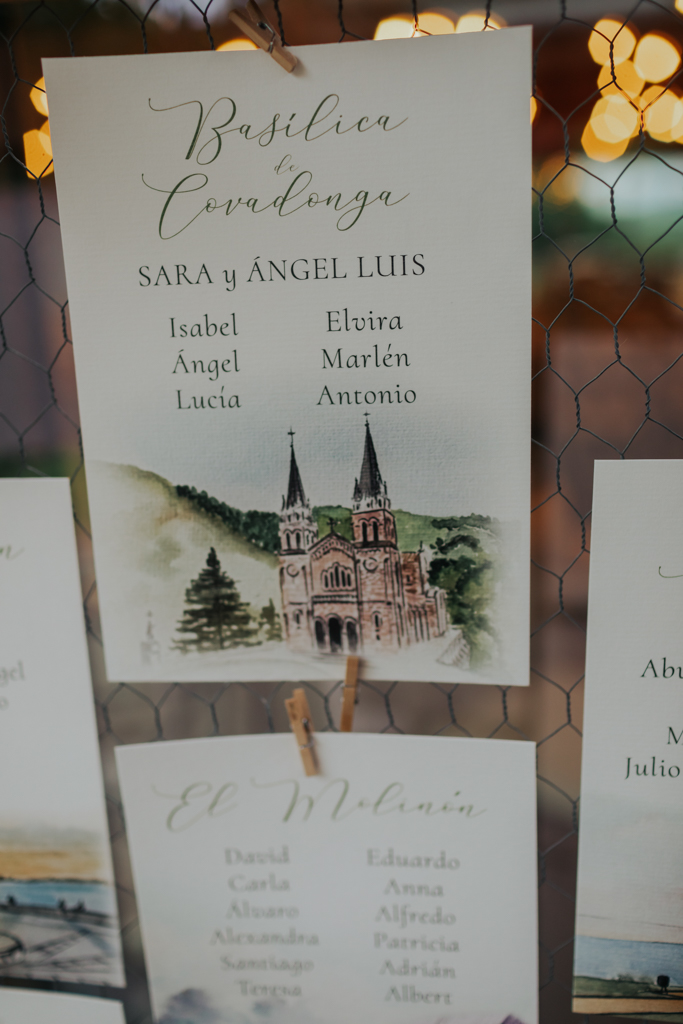 Basílica
de
Covadonga
SARA y ÁNGEL LUIS
Isabel Elvira
Ángel Marlén
Lucía Antonio
El Molinón
David Eduardo
Carla Anna
Álvaro Alfredo
Alexandra Patricia
Santiago Adrián
Teresa Albert
Julio